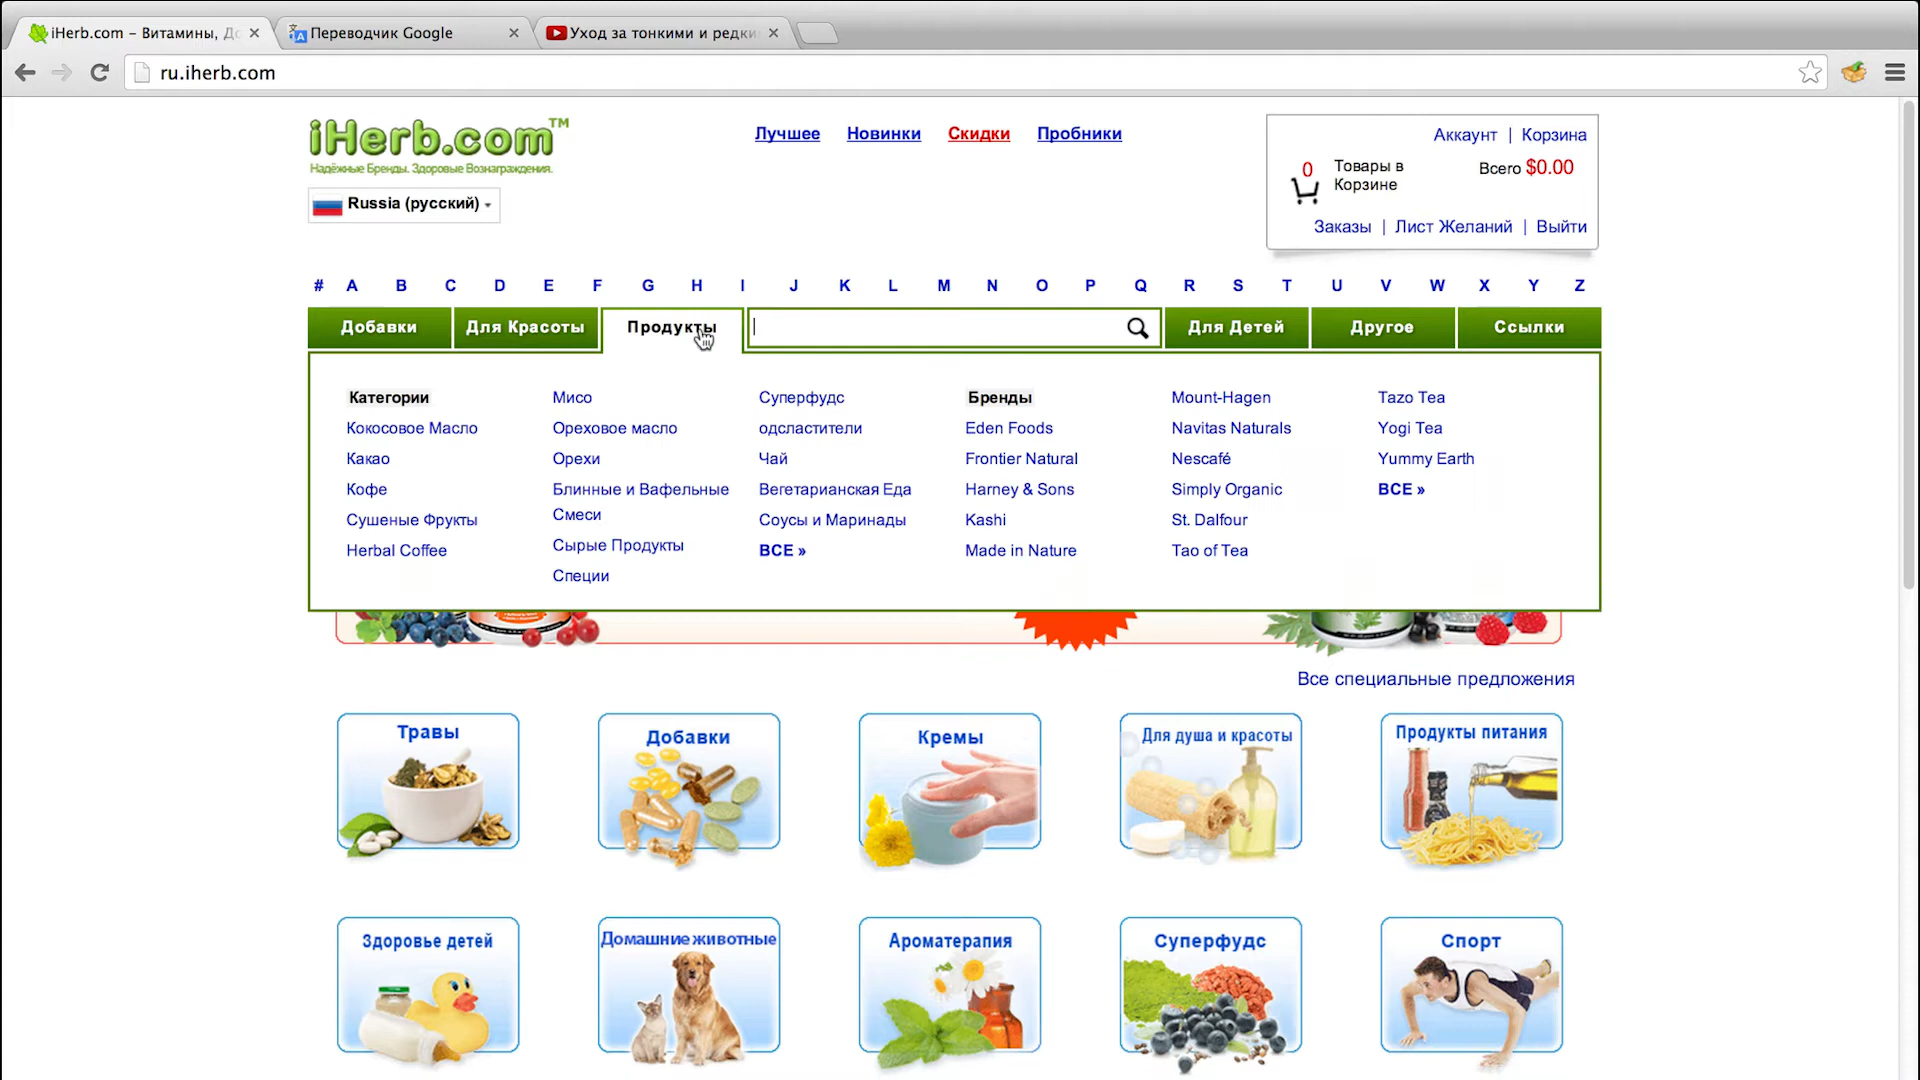 iHerb.com – Витамины, До
Переводчик Google
Уход за тонкими и редки
ru.iherb.com
iHerb.com™
Надёжные Бренды. Здоровые Вознаграждения.
Лучшее Новинки Скидки Пробники
Аккаунт | Корзина
0 Товары в Корзине Всего $0.00
Заказы | Лист Желаний | Выйти
Russia (русский)
# A B C D E F G H I J K L M N O P Q R S T U V W X Y Z
Добавки Для Красоты Продукты Для Детей Другое Ссылки
Категории
Кокосовое Масло
Какао
Кофе
Сушеные Фрукты
Herbal Coffee
Мисо
Ореховое масло
Орехи
Блинные и Вафельные
Смеси
Сырые Продукты
Специи
Суперфудс
одсластители
Чай
Вегетарианская Еда
Соусы и Маринады
ВСЕ »
Бренды
Eden Foods
Frontier Natural
Harney & Sons
Kashi
Made in Nature
Mount-Hagen
Navitas Naturals
Nescafé
Simply Organic
St. Dalfour
Tao of Tea
Tazo Tea
Yogi Tea
Yummy Earth
ВСЕ »
Все специальные предложения
Травы Добавки Кремы Для душа и красоты Продукты питания
Здоровье детей Домашние животные Ароматерапия Суперфудс Спорт